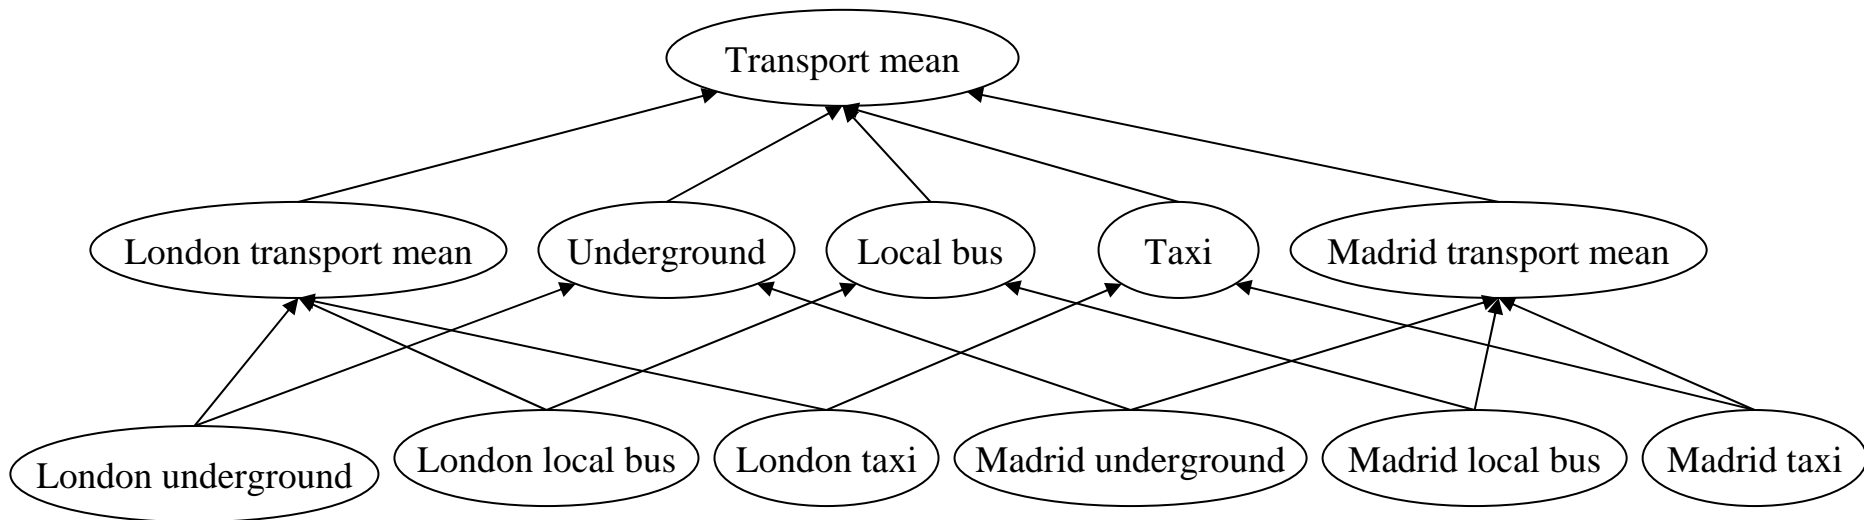 Transport mean
London transport mean
Underground
Local bus
Taxi
Madrid transport mean
London underground
London local bus
London taxi
Madrid underground
Madrid local bus
Madrid taxi